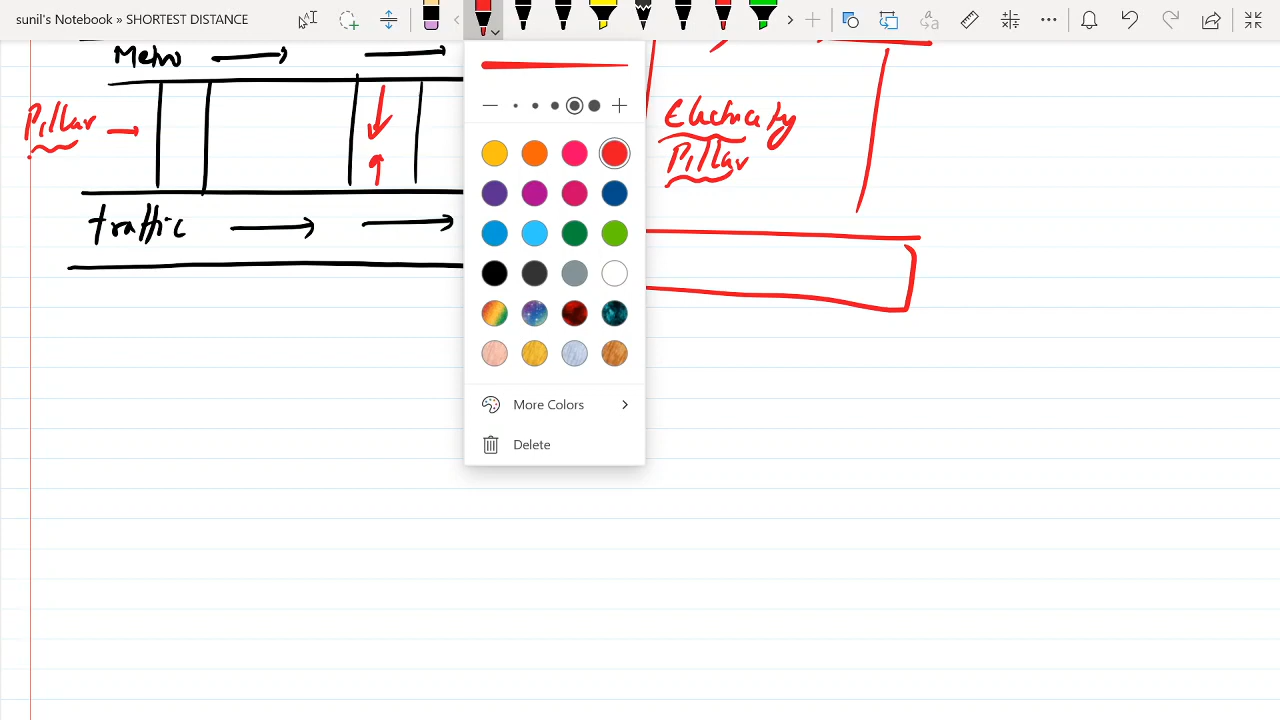 sunil's Notebook » SHORTEST DISTANCE
Metro
Pillar
traffic
Electricity
Pillar
More Colors
Delete